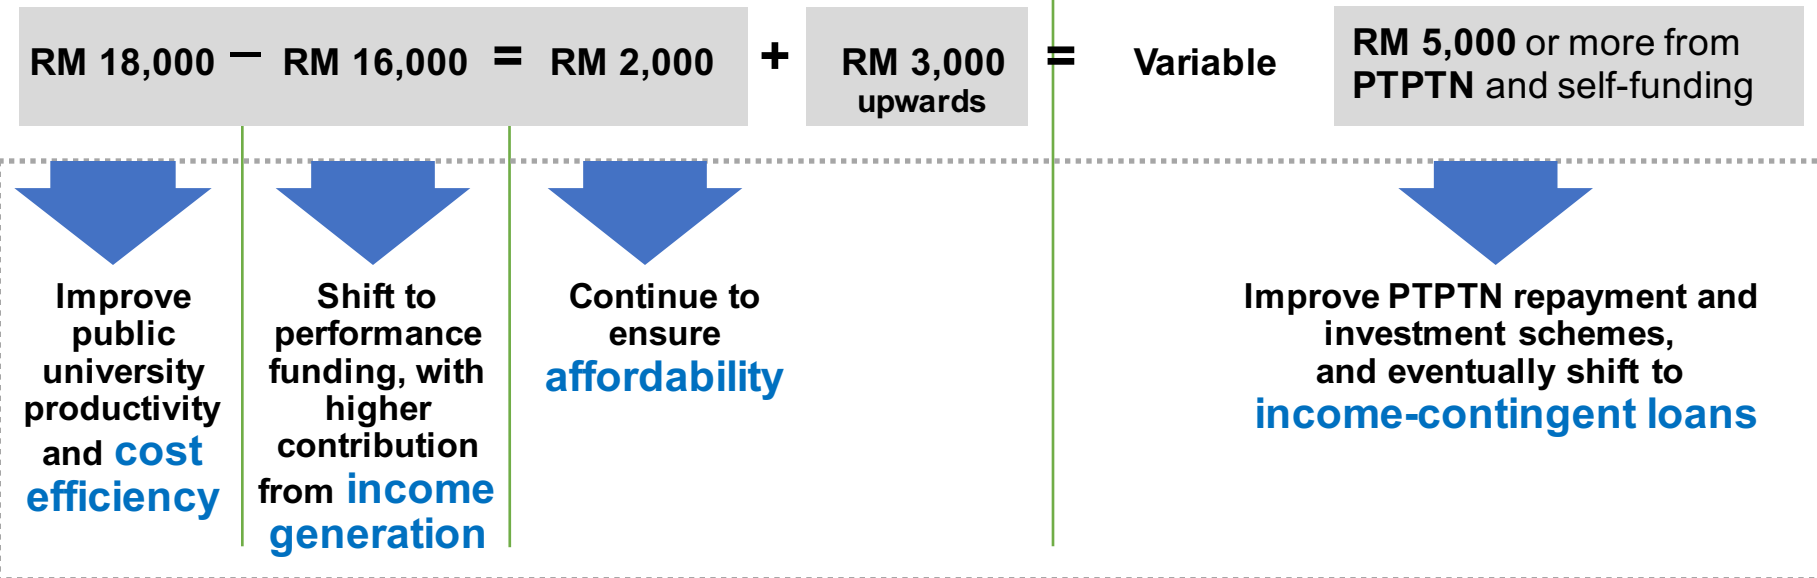 RM 18,000 – RM 16,000 = RM 2,000 + RM 3,000 upwards = Variable
RM 5,000 or more from
PTPTN and self-funding
Improve
public
university
productivity
and cost
efficiency
Shift to
performance
funding, with
higher
contribution
from income
generation
Continue to
ensure
affordability
Improve PTPTN repayment and
investment schemes,
and eventually shift to
income-contingent loans